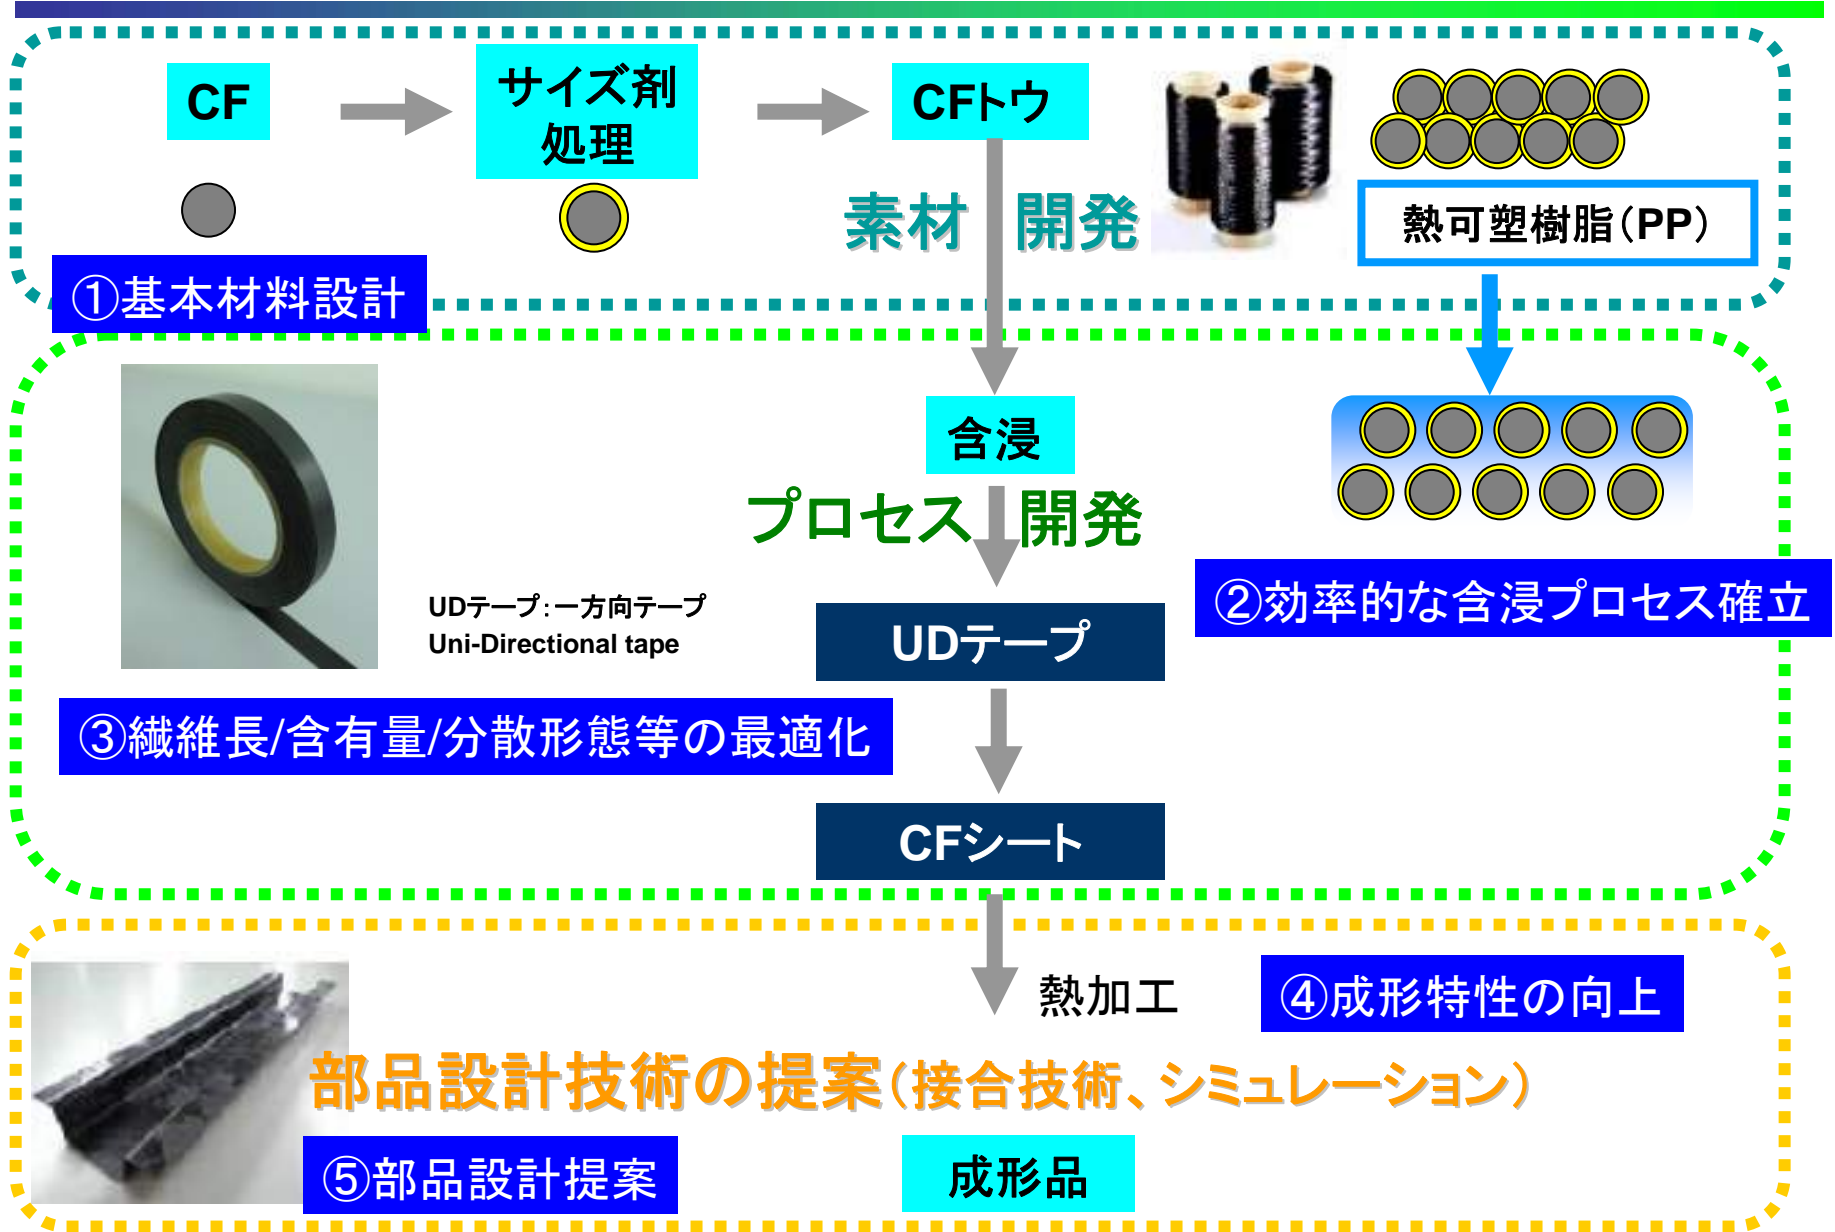 CF
サイズ剤
処理
CFトウ
素材 開発
熱可塑樹脂（PP）
①基本材料設計
含浸
プロセス 開発
UDテープ：一方向テープ
Uni-Directional tape
②効率的な含浸プロセス確立
UDテープ
③繊維長/含有量/分散形態等の最適化
CFシート
熱加工
④成形特性の向上
部品設計技術の提案（接合技術、シミュレーション）
⑤部品設計提案
成形品